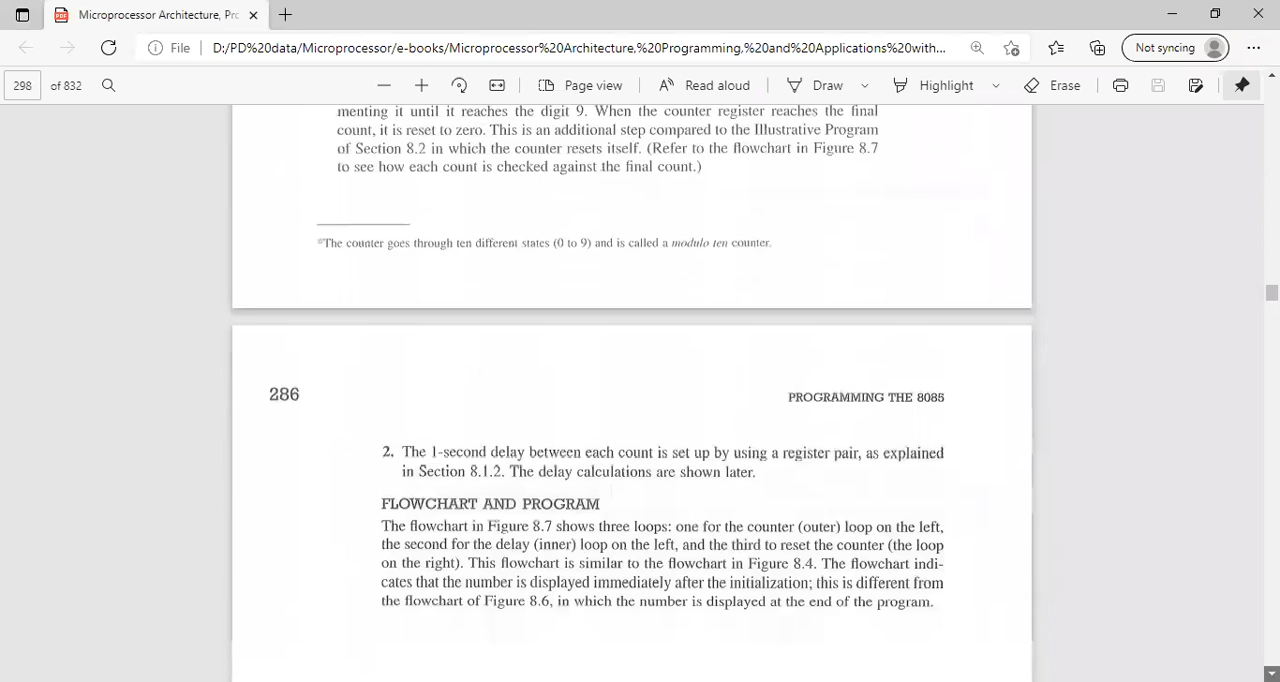 Microprocessor Architecture, Prc
Not syncing
File
D:/PD%20data/Microprocessor/e-books/Microprocessor%20Architecture,%20Programming,%20and%20Applications%20with...
298 of 832
Page view
Read aloud
Draw
Highlight
Erase
menting it until it reaches the digit 9. When the counter register reaches the final
count, it is reset to zero. This is an additional step compared to the Illustrative Program
of Section 8.2 in which the counter resets itself. (Refer to the flowchart in Figure 8.7
to see how each count is checked against the final count.)
*The counter goes through ten different states (0 to 9) and is called a modulo ten counter.
286
PROGRAMMING THE 8085
2. The 1-second delay between each count is set up by using a register pair, as explained
in Section 8.1.2. The delay calculations are shown later.
FLOWCHART AND PROGRAM
The flowchart in Figure 8.7 shows three loops: one for the counter (outer) loop on the left,
the second for the delay (inner) loop on the left, and the third to reset the counter (the loop
on the right). This flowchart is similar to the flowchart in Figure 8.4. The flowchart indi-
cates that the number is displayed immediately after the initialization; this is different from
the flowchart of Figure 8.6, in which the number is displayed at the end of the program.